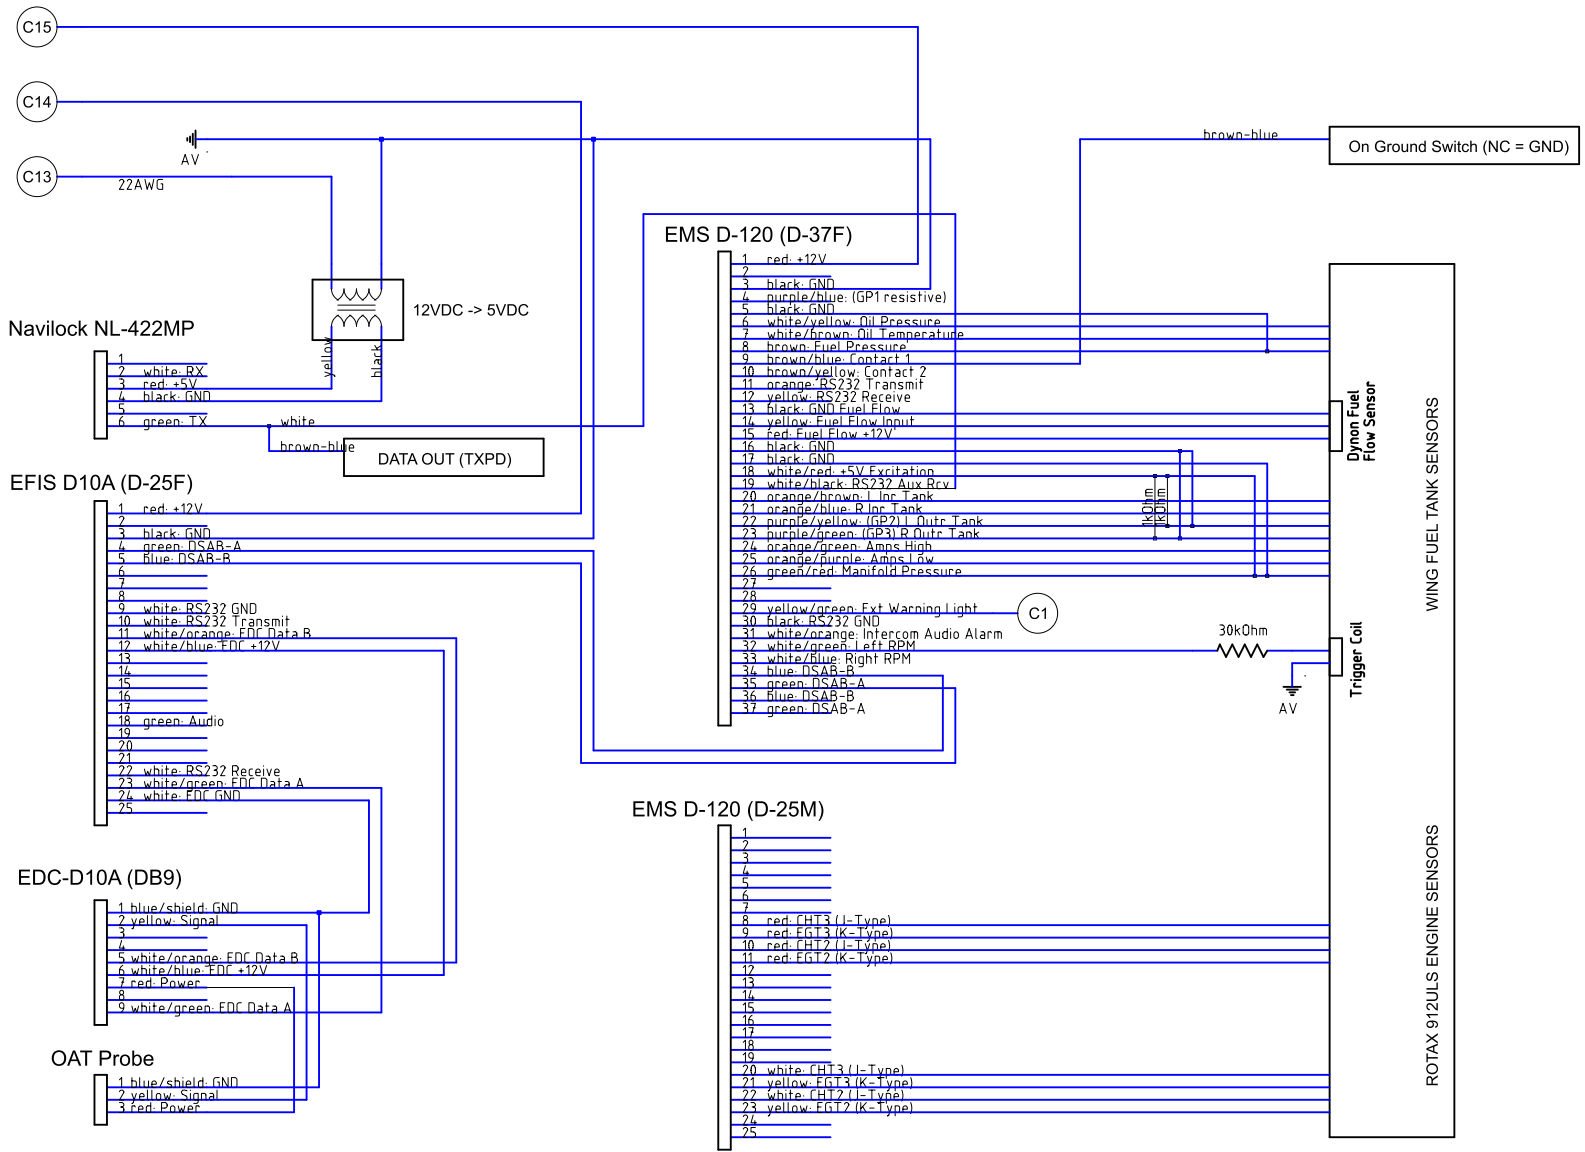 C15
C14
AV
C13
22AWG
brown-blue
On Ground Switch (NC = GND)
12VDC -> 5VDC
yellow
black
Navilock NL-422MP
1
2 white: RX
3 red: +5V
4 black: GND
5
6 green: TX
white
brown-blue
DATA OUT (TXPD)
EFIS D10A (D-25F)
1 red: +12V
2
3 black: GND
4 green: DSAB-A
5 blue: DSAB-B
6
7
8
9 white: RS232 GND
10 white: RS232 Transmit
11 white/orange: EDC Data B
12 white/blue: EDC +12V
13
14
15
16
17
18 green: Audio
19
20
21
22 white: RS232 Receive
23 white/green: EDC Data A
24 white: EDC GND
25
EDC-D10A (DB9)
1 blue/shield: GND
2 yellow: Signal
3
4
5 white/orange: EDC Data B
6 white/blue: EDC +12V
7 red: Power
8
9 white/green: EDC Data A
OAT Probe
1 blue/shield: GND
2 yellow: Signal
3 red: Power
EMS D-120 (D-37F)
1 red: +12V
2
3 black: GND
4 purple/blue: (GP1 resistive)
5 black: GND
6 white/yellow: Oil Pressure
7 white/brown: Oil Temperature
8 brown: Fuel Pressure
9 brown/blue: Contact 1
10 brown/yellow: Contact 2
11 orange: RS232 Transmit
12 yellow: RS232 Receive
13 black: GND Fuel Flow
14 yellow: Fuel Flow Input
15 red: Fuel Flow +12V
16 black: GND
17 black: GND
18 white/red: +5V Excitation
19 white/black: RS232 Aux Rcv
20 orange/brown: L Inr Tank
21 orange/blue: R Inr Tank
22 purple/yellow: (GP2) L Outr Tank
23 purple/green: (GP3) R Outr Tank
24 orange/green: Amps High
25 orange/purple: Amps Low
26 green/red: Manifold Pressure
27
28
29 yellow/green: Ext Warning Light
30 black: RS232 GND
31 white/orange: Intercom Audio Alarm
32 white/green: Left RPM
33 white/blue: Right RPM
34 blue: DSAB-B
35 green: DSAB-A
36 blue: DSAB-B
37 green: DSAB-A
1kOhm
1kOhm
C1
30kOhm
AV
Dynon Fuel
Flow Sensor
Trigger Coil
WING FUEL TANK SENSORS
ROTAX 912ULS ENGINE SENSORS
EMS D-120 (D-25M)
1
2
3
4
5
6
7
8 red: CHT3 (J-Type)
9 red: EGT3 (K-Type)
10 red: CHT2 (J-Type)
11 red: EGT2 (K-Type)
12
13
14
15
16
17
18
19
20 white: CHT3 (J-Type)
21 yellow: EGT3 (K-Type)
22 white: CHT2 (J-Type)
23 yellow: EGT2 (K-Type)
24
25